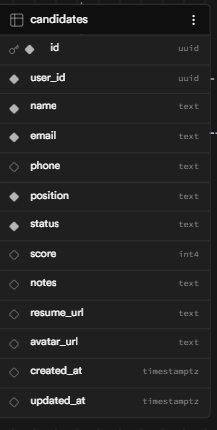 candidates
id uuid
user_id uuid
name text
email text
phone text
position text
status text
score int4
notes text
resume_url text
avatar_url text
created_at timestamptz
updated_at timestamptz